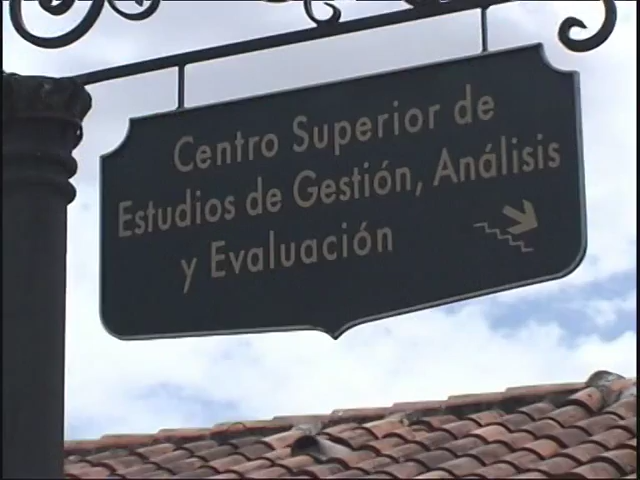 Centro Superior de
Estudios de Gestión, Análisis
y Evaluación